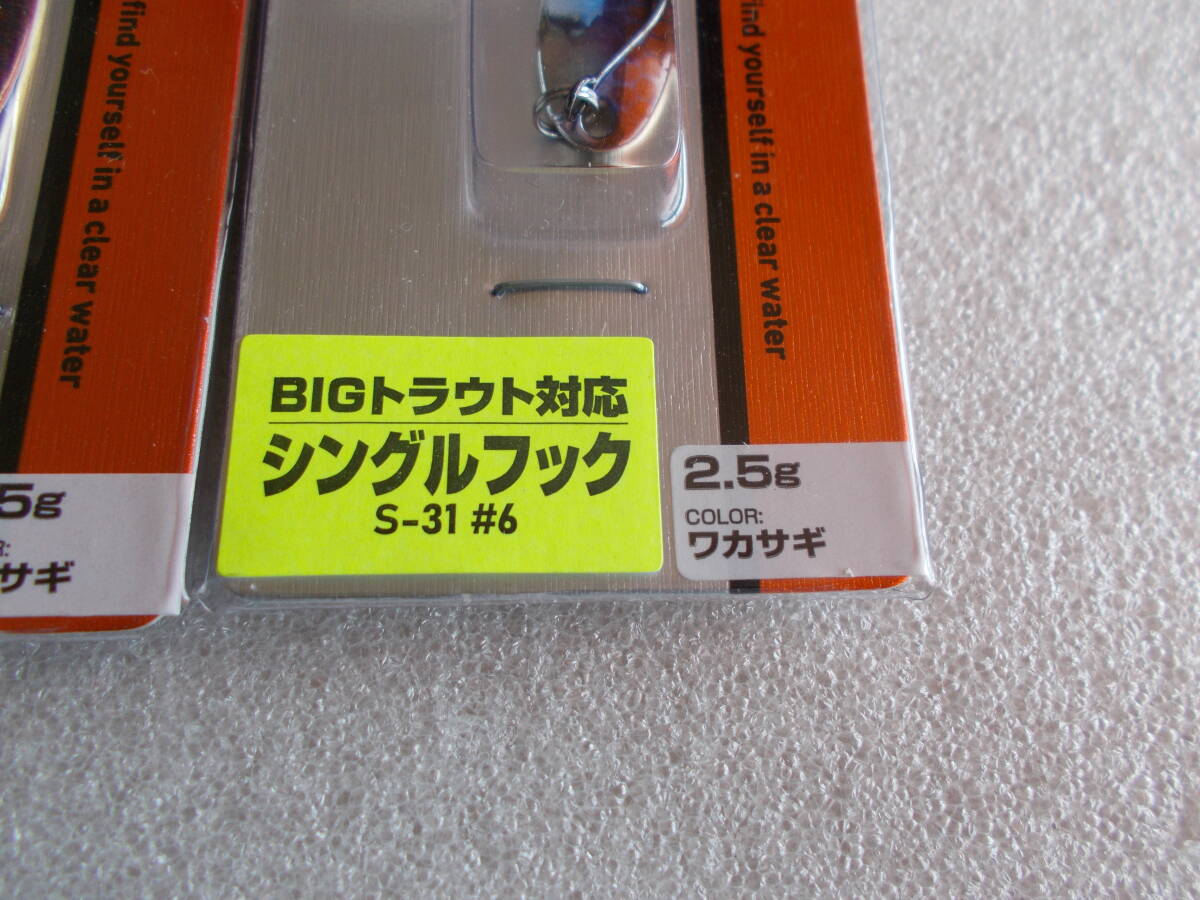 find yourself in a clear water
5g
R:
サギ
find yourself in a clear water
BIGトラウト対応
シングルフック
S-31 #6
2.5g
COLOR:
ワカサギ